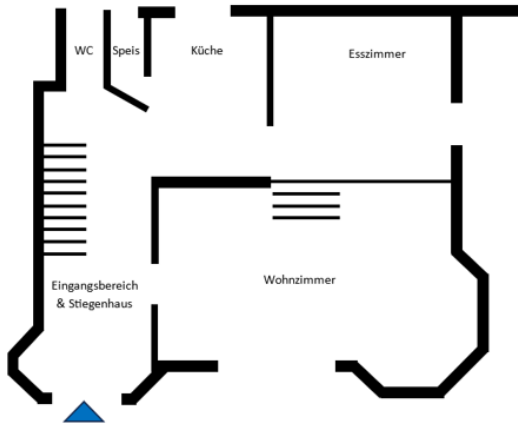 WC
Speis
Küche
Esszimmer
Wohnzimmer
Eingangsbereich
& Stiegenhaus